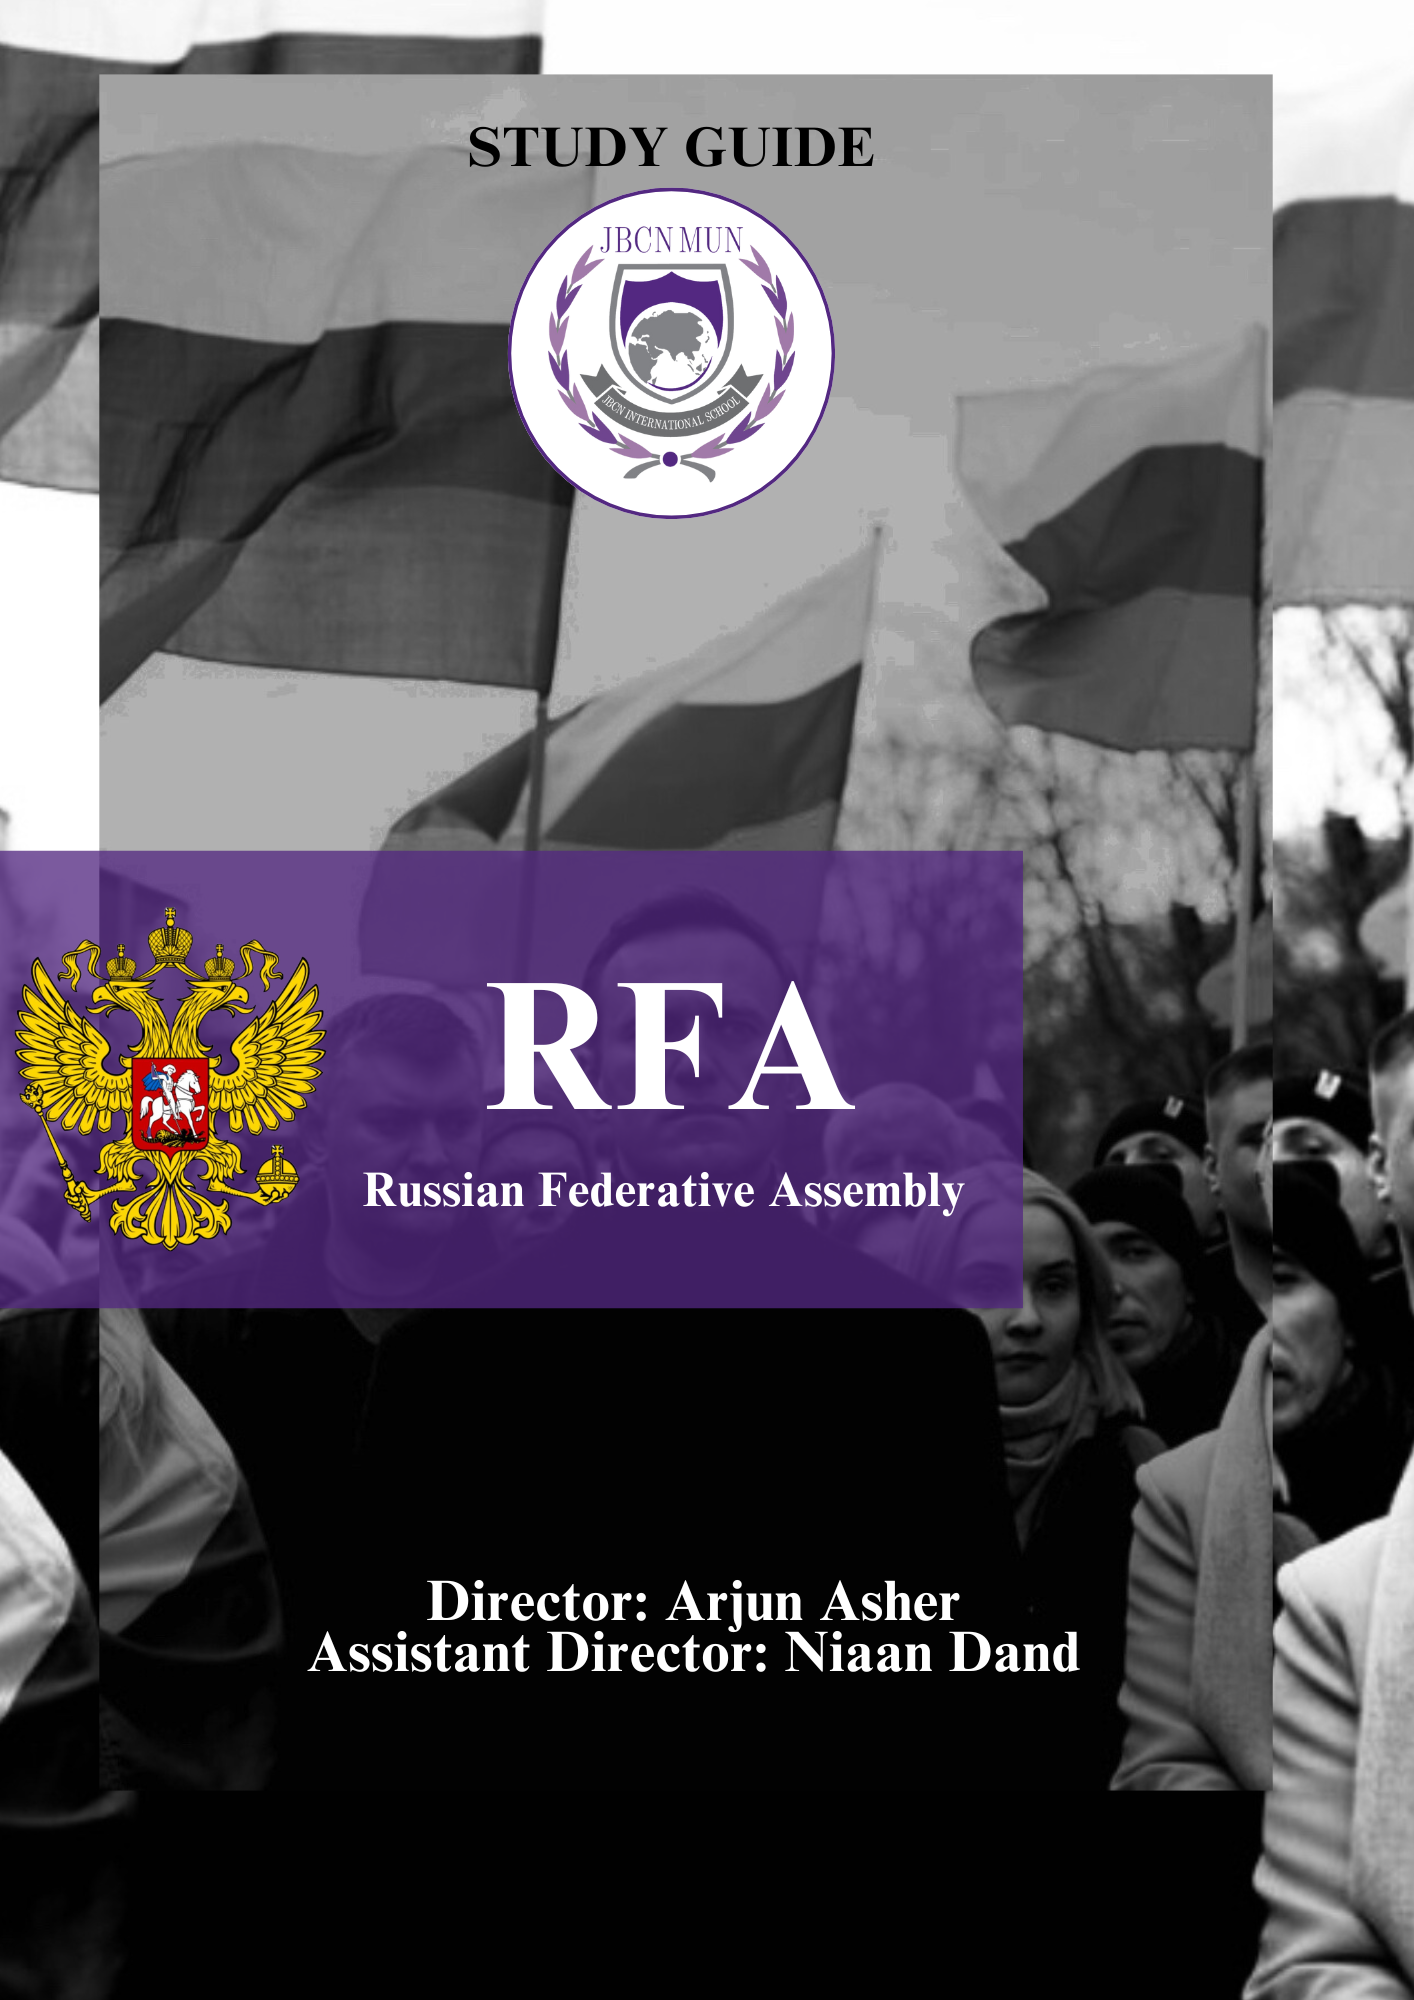 STUDY GUIDE
JBCN MUN
JBCN INTERNATIONAL SCHOOL
RFA
Russian Federative Assembly
Director: Arjun Asher
Assistant Director: Niaan Dand